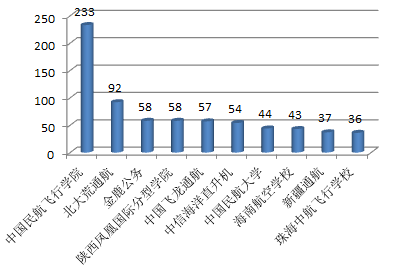 250
200
150
100
50
0
233
92
58
58
57
54
44
43
37
36
中国民航飞行学院
北大荒通航
金鹿公务
陕西凤凰国际分型学院
中国飞龙通航
中信海洋直升机
中国民航大学
海南航空学校
新疆通航
珠海中航飞行学校